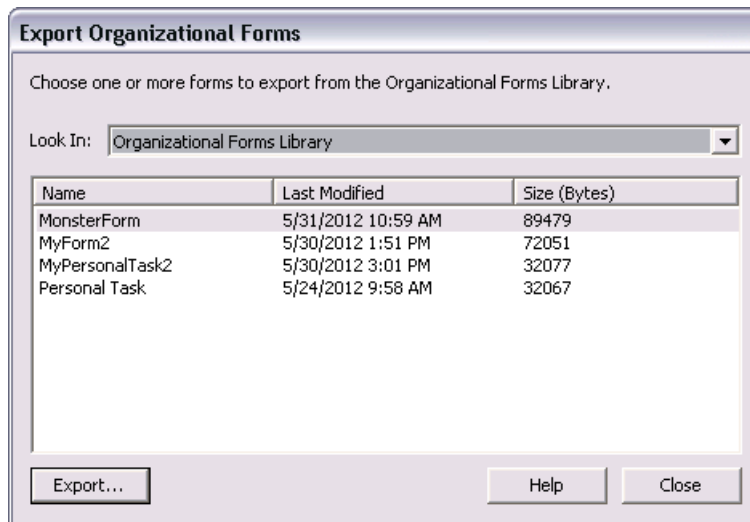 Export Organizational Forms
Choose one or more forms to export from the Organizational Forms Library.
Look In: Organizational Forms Library
Name Last Modified Size (Bytes)
MonsterForm 5/31/2012 10:59 AM 89479
MyForm2 5/30/2012 1:51 PM 72051
MyPersonalTask2 5/30/2012 3:01 PM 32077
Personal Task 5/24/2012 9:58 AM 32067
Export... Help Close